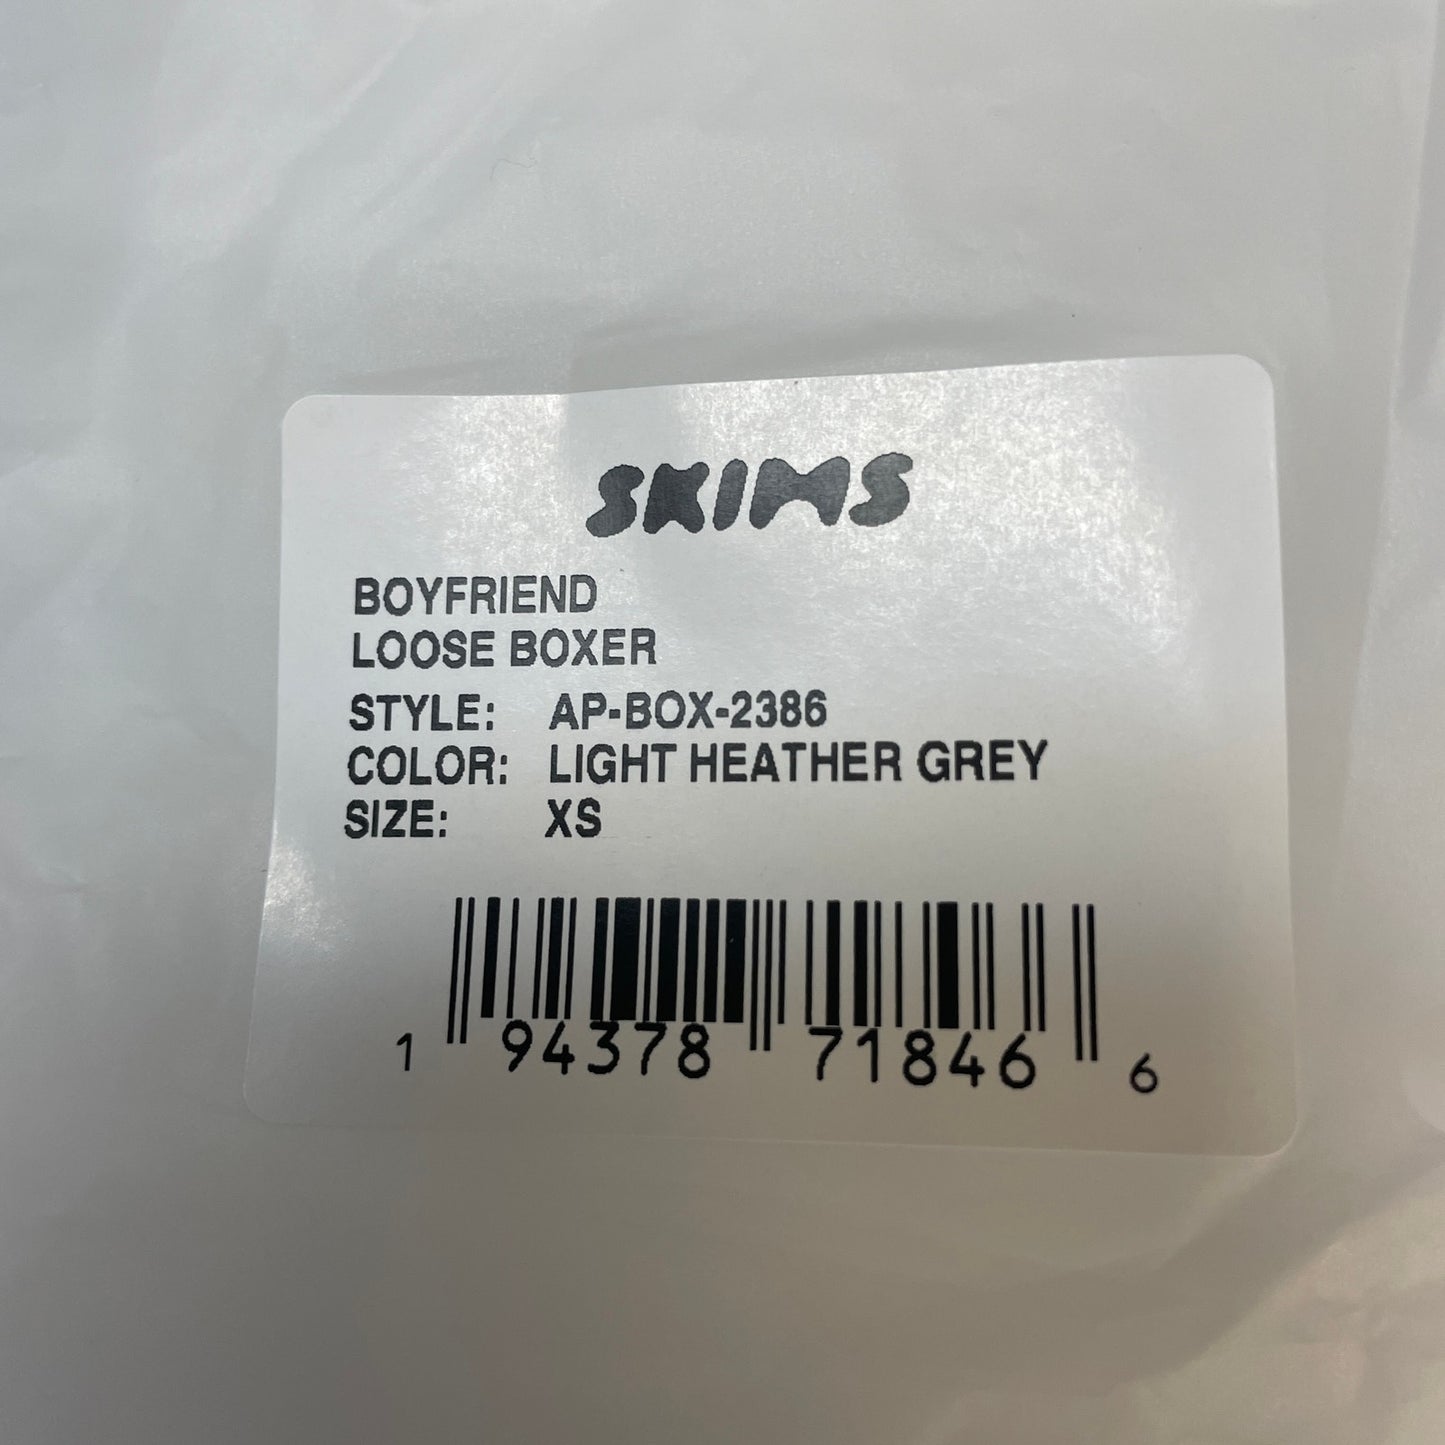 SKIMS
BOYFRIEND
LOOSE BOXER
STYLE: AP-BOX-2386
COLOR: LIGHT HEATHER GREY
SIZE: XS
1 94378 71846 6